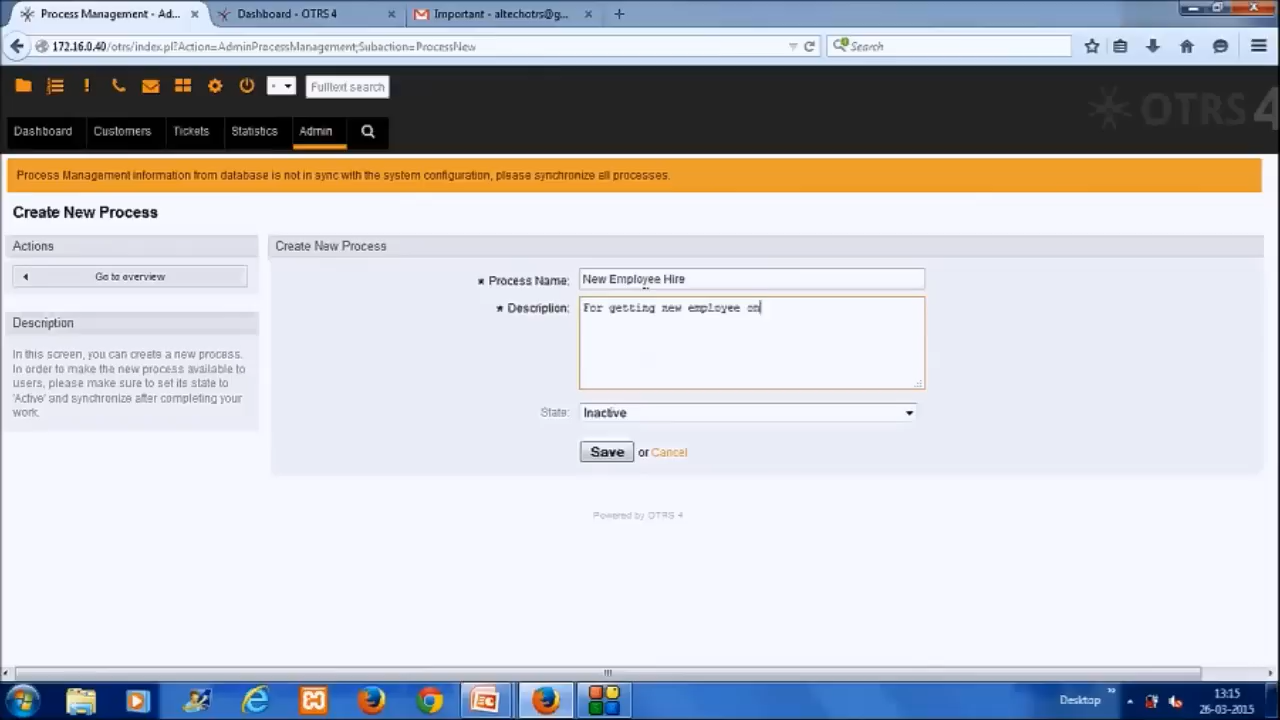 Process Management - Ad...
Dashboard - OTRS 4
Important - altechotrs@g...
172.16.0.40/otrs/index.pl?Action=AdminProcessManagement;Subaction=ProcessNew
Search
Fulltext search
OTRS 4
Dashboard
Customers
Tickets
Statistics
Admin
Process Management information from database is not in sync with the system configuration, please synchronize all processes.
Create New Process
Actions
Go to overview
Description
In this screen, you can create a new process.
In order to make the new process available to
users, please make sure to set its state to
'Active' and synchronize after completing your
work.
Create New Process
* Process Name: New Employee Hire
* Description: For getting new employee on
State: Inactive
Save or Cancel
Powered by OTRS 4
Desktop
13:15
26-03-2015